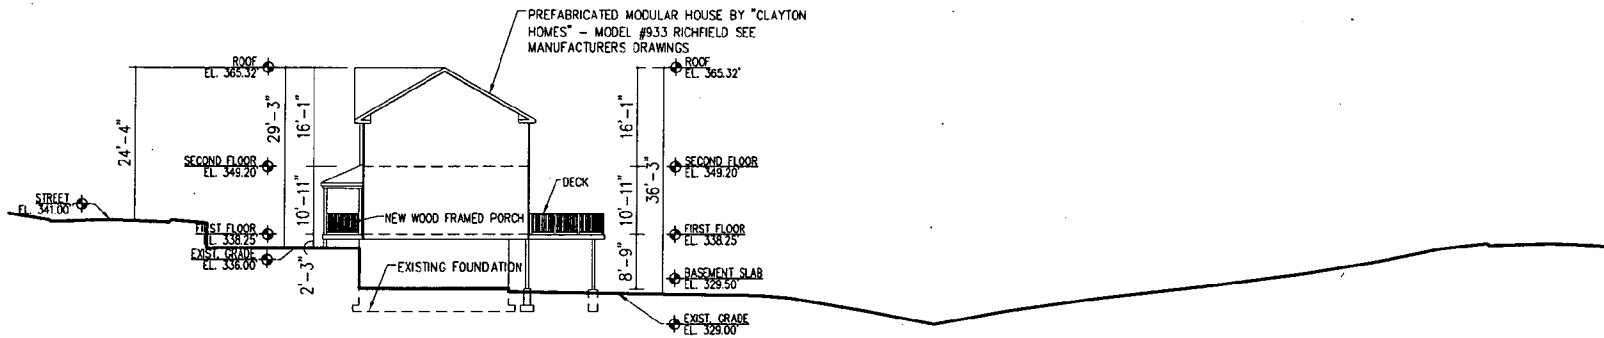 PREFABRICATED MODULAR HOUSE BY "CLAYTON
HOMES" - MODEL #933 RICHFIELD SEE
MANUFACTURERS DRAWINGS
ROOF
EL. 365.32'
ROOF
EL. 365.32'
24'-4"
29'-3"
16'-1"
16'-1"
SECOND FLOOR
EL. 349.20'
SECOND FLOOR
EL. 349.20'
36'-3"
DECK
STREET
EL. 341.00'
10'-11"
10'-11"
NEW WOOD FRAMED PORCH
FIRST FLOOR
EL. 338.25'
FIRST FLOOR
EL. 338.25'
EXIST. GRADE
EL. 336.00'
2'-3"
EXISTING FOUNDATION
8'-9"
BASEMENT SLAB
EL. 329.50'
EXIST. GRADE
EL. 329.00'